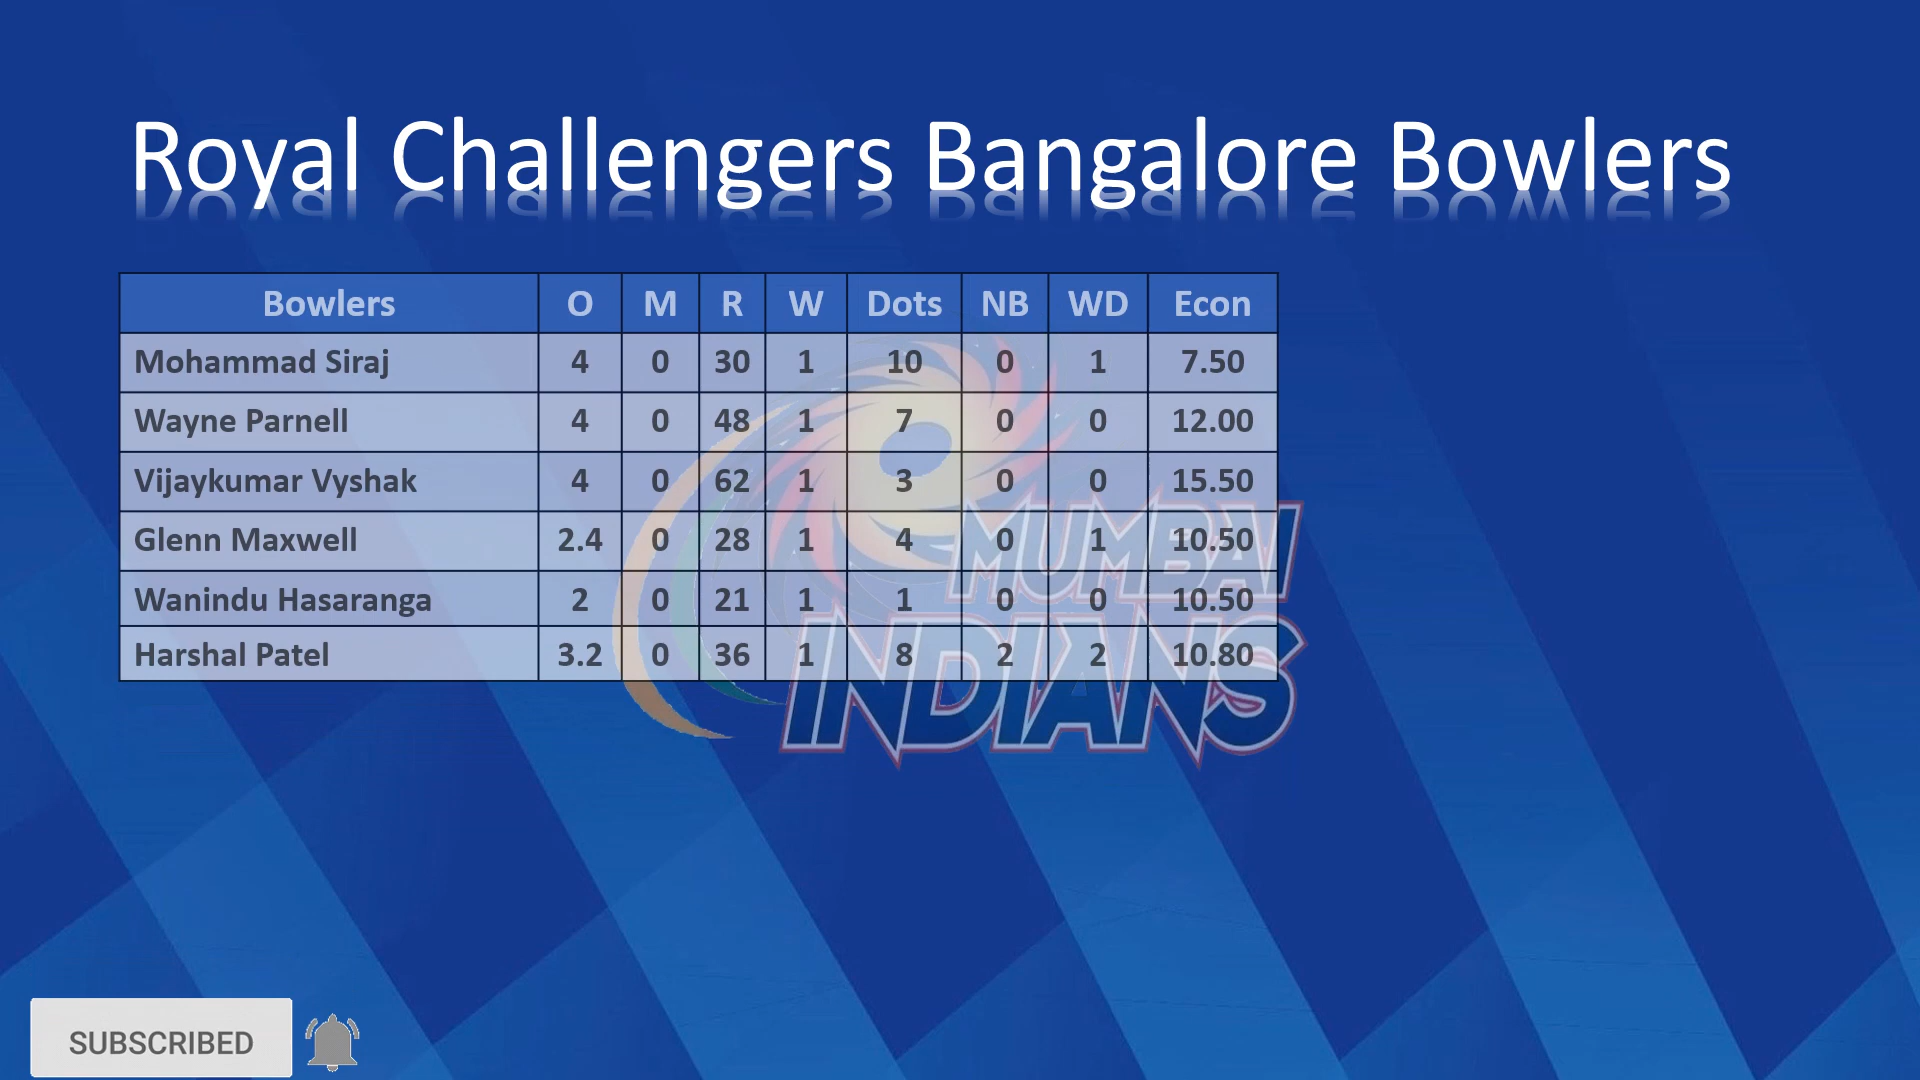 Royal Challengers Bangalore Bowlers
Bowlers O M R W Dots NB WD Econ
Mohammad Siraj 4 0 30 1 10 0 1 7.50
Wayne Parnell 4 0 48 1 7 0 0 12.00
Vijaykumar Vyshak 4 0 62 1 3 0 0 15.50
Glenn Maxwell 2.4 0 28 1 4 0 1 10.50
Wanindu Hasaranga 2 0 21 1 1 0 0 10.50
Harshal Patel 3.2 0 36 1 8 2 2 10.80
MUMBAI
INDIANS
SUBSCRIBED